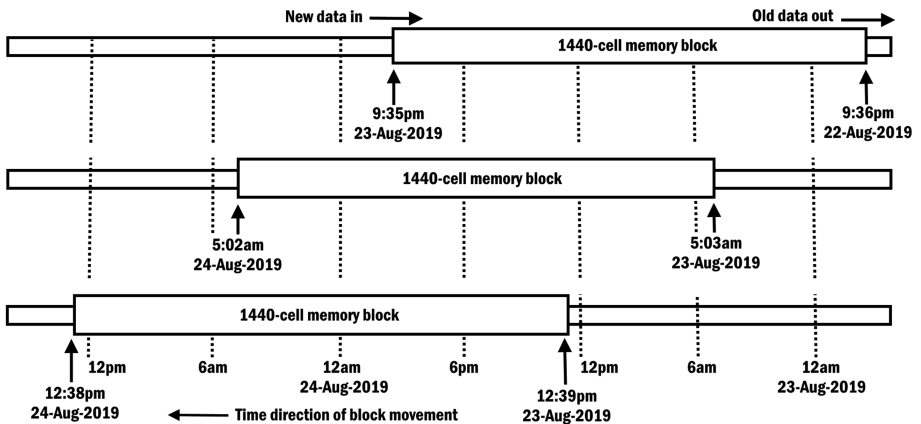 New data in
Old data out
1440-cell memory block
9:35pm
23-Aug-2019
9:36pm
22-Aug-2019
1440-cell memory block
5:02am
24-Aug-2019
5:03am
23-Aug-2019
1440-cell memory block
12pm
6am
12am
24-Aug-2019
6pm
12pm
6am
12am
23-Aug-2019
12:38pm
24-Aug-2019
12:39pm
23-Aug-2019
Time direction of block movement